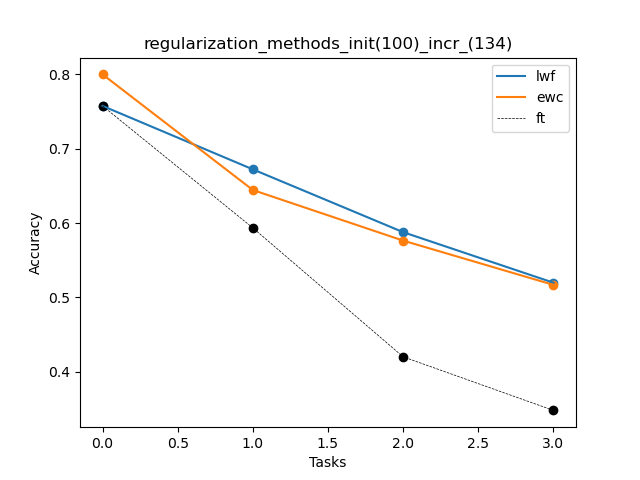 regularization_methods_init(100)_incr_(134)
lwf
ewc
ft
Accuracy
0.8
0.7
0.6
0.5
0.4
0.0 0.5 1.0 1.5 2.0 2.5 3.0
Tasks